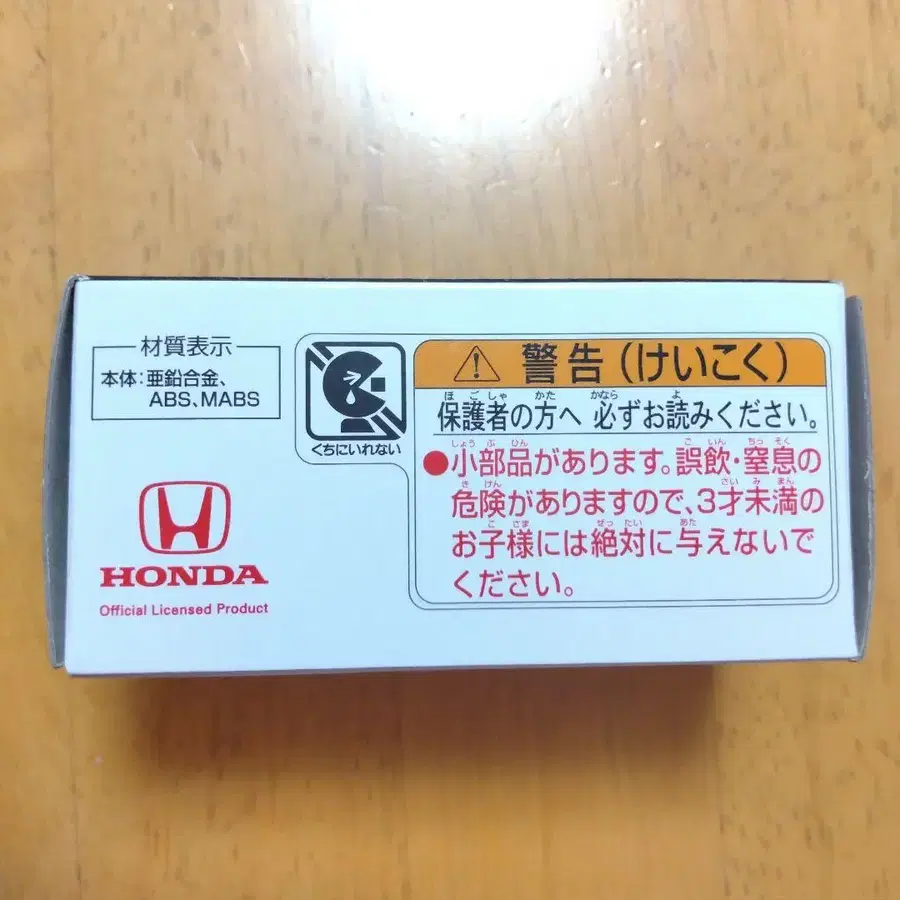 材質表示
本体：亜鉛合金、
ABS、MABS
HONDA
Official Licensed Product
くちにいれない
警告（けいこく）
ほごしゃ かた かなら よ
保護者の方へ 必ずお読みください。
しょうぶひん ごいん ちっそく
●小部品があります。誤飲・窒息の
きけん さいみまん
危険がありますので、3才未満の
こさま ぜったい あた
お子様には絶対に与えないで
ください。